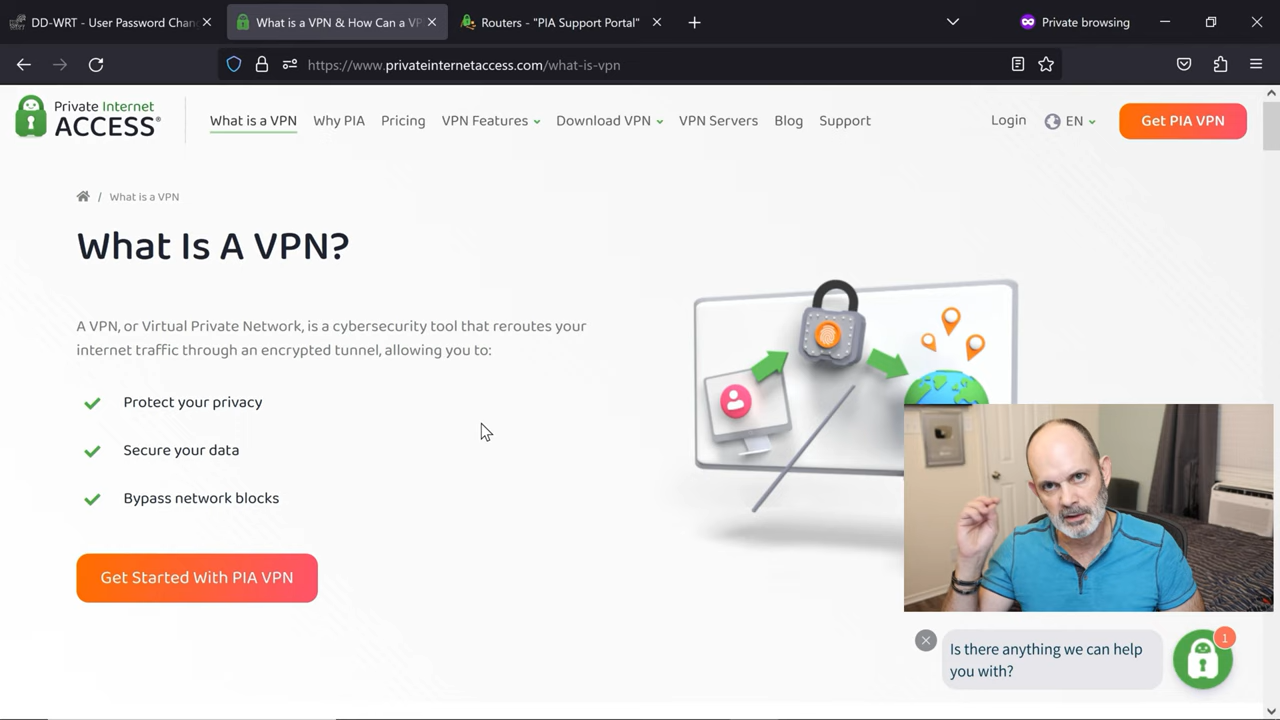 DD-WRT - User Password Chan
What is a VPN & How Can a VP
Routers - "PIA Support Portal"
Private browsing
https://www.privateinternetaccess.com/what-is-vpn
Private Internet
ACCESS®
What is a VPN
Why PIA
Pricing
VPN Features
Download VPN
VPN Servers
Blog
Support
Login
EN
Get PIA VPN
/ What is a VPN
What Is A VPN?
A VPN, or Virtual Private Network, is a cybersecurity tool that reroutes your
internet traffic through an encrypted tunnel, allowing you to:
Protect your privacy
Secure your data
Bypass network blocks
Get Started With PIA VPN
Is there anything we can help
you with?
1